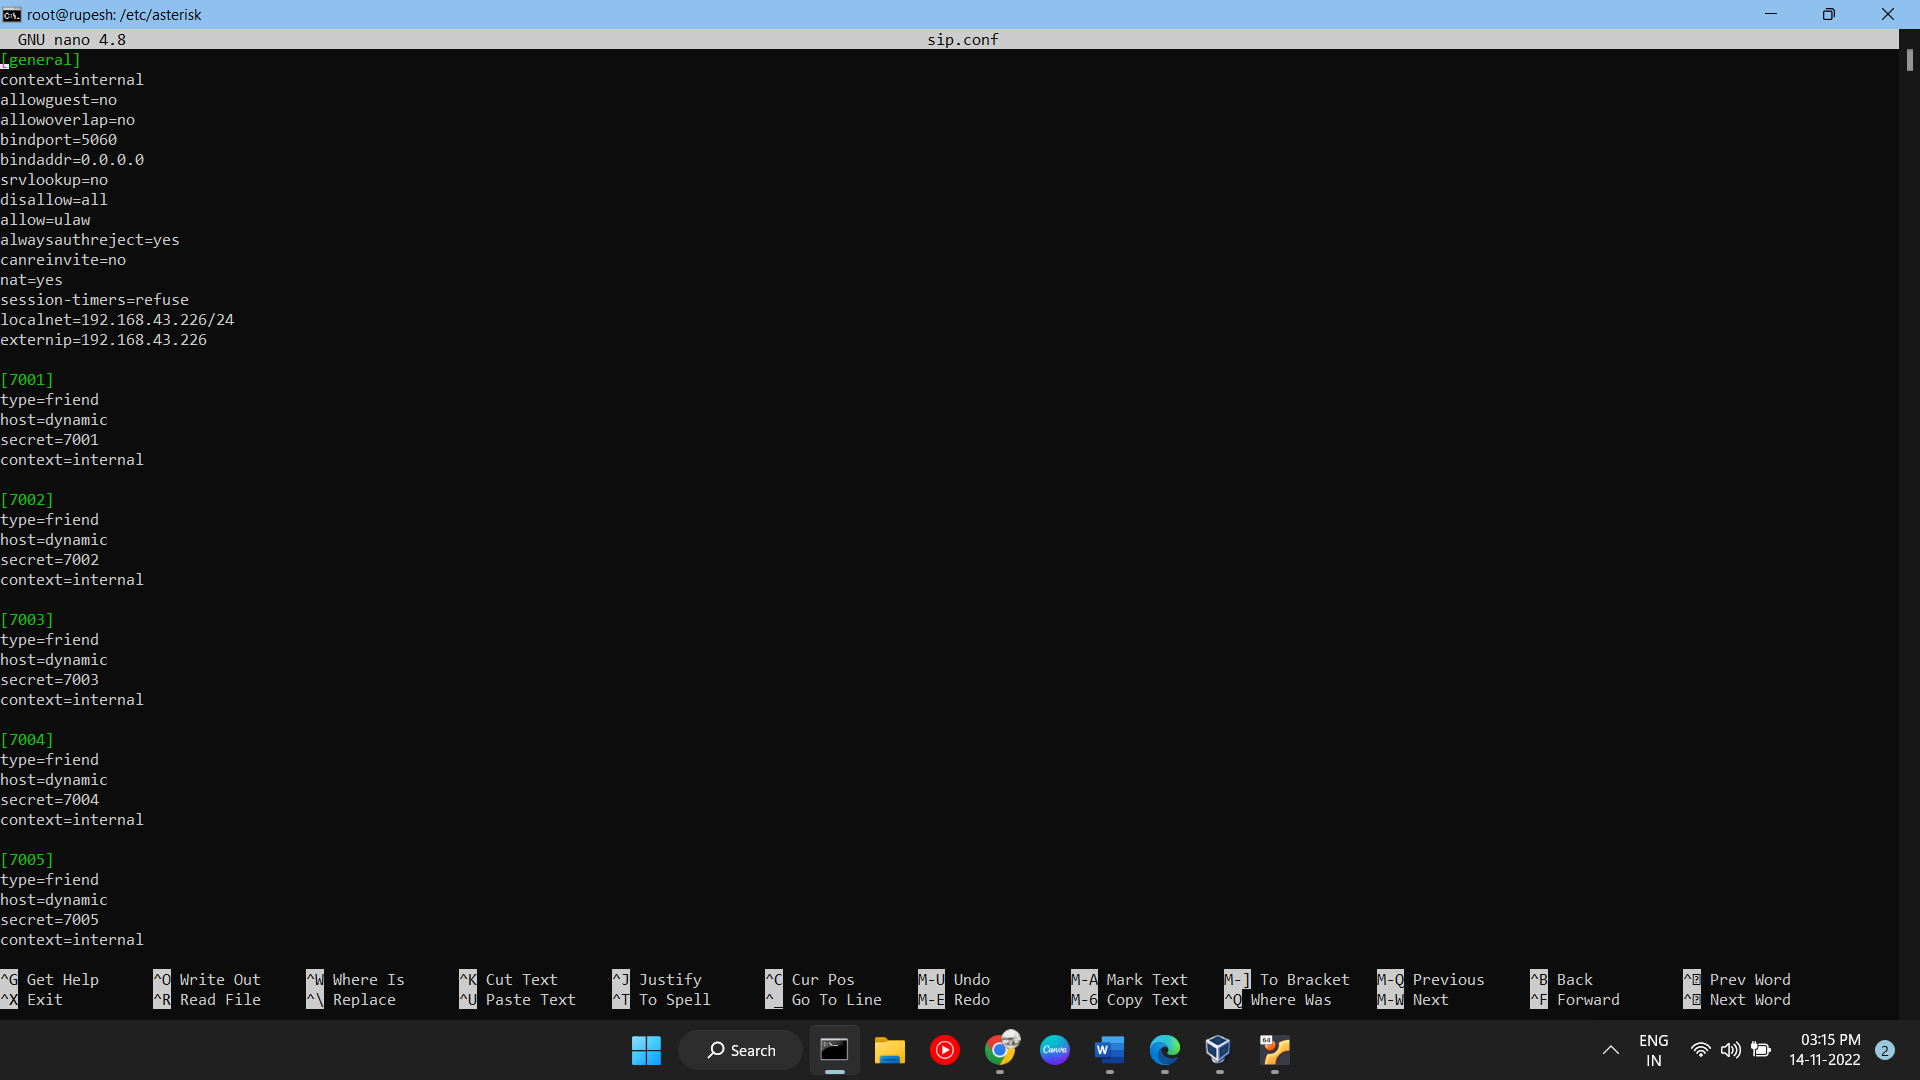 root@rupesh: /etc/asterisk
GNU nano 4.8 sip.conf
[general]
context=internal
allowguest=no
allowoverlap=no
bindport=5060
bindaddr=0.0.0.0
srvlookup=no
disallow=all
allow=ulaw
alwaysauthreject=yes
canreinvite=no
nat=yes
session-timers=refuse
localnet=192.168.43.226/24
externip=192.168.43.226
[7001]
type=friend
host=dynamic
secret=7001
context=internal
[7002]
type=friend
host=dynamic
secret=7002
context=internal
[7003]
type=friend
host=dynamic
secret=7003
context=internal
[7004]
type=friend
host=dynamic
secret=7004
context=internal
[7005]
type=friend
host=dynamic
secret=7005
context=internal
^G Get Help ^O Write Out ^W Where Is ^K Cut Text ^J Justify ^C Cur Pos M-U Undo M-A Mark Text M-] To Bracket M-Q Previous ^B Back ^ Prev Word
^X Exit ^R Read File ^\ Replace ^U Paste Text ^T To Spell ^_ Go To Line M-E Redo M-6 Copy Text ^Q Where Was M-W Next ^F Forward ^ Next Word
Search
Canva
W
64
ENG
IN
03:15 PM
14-11-2022
2